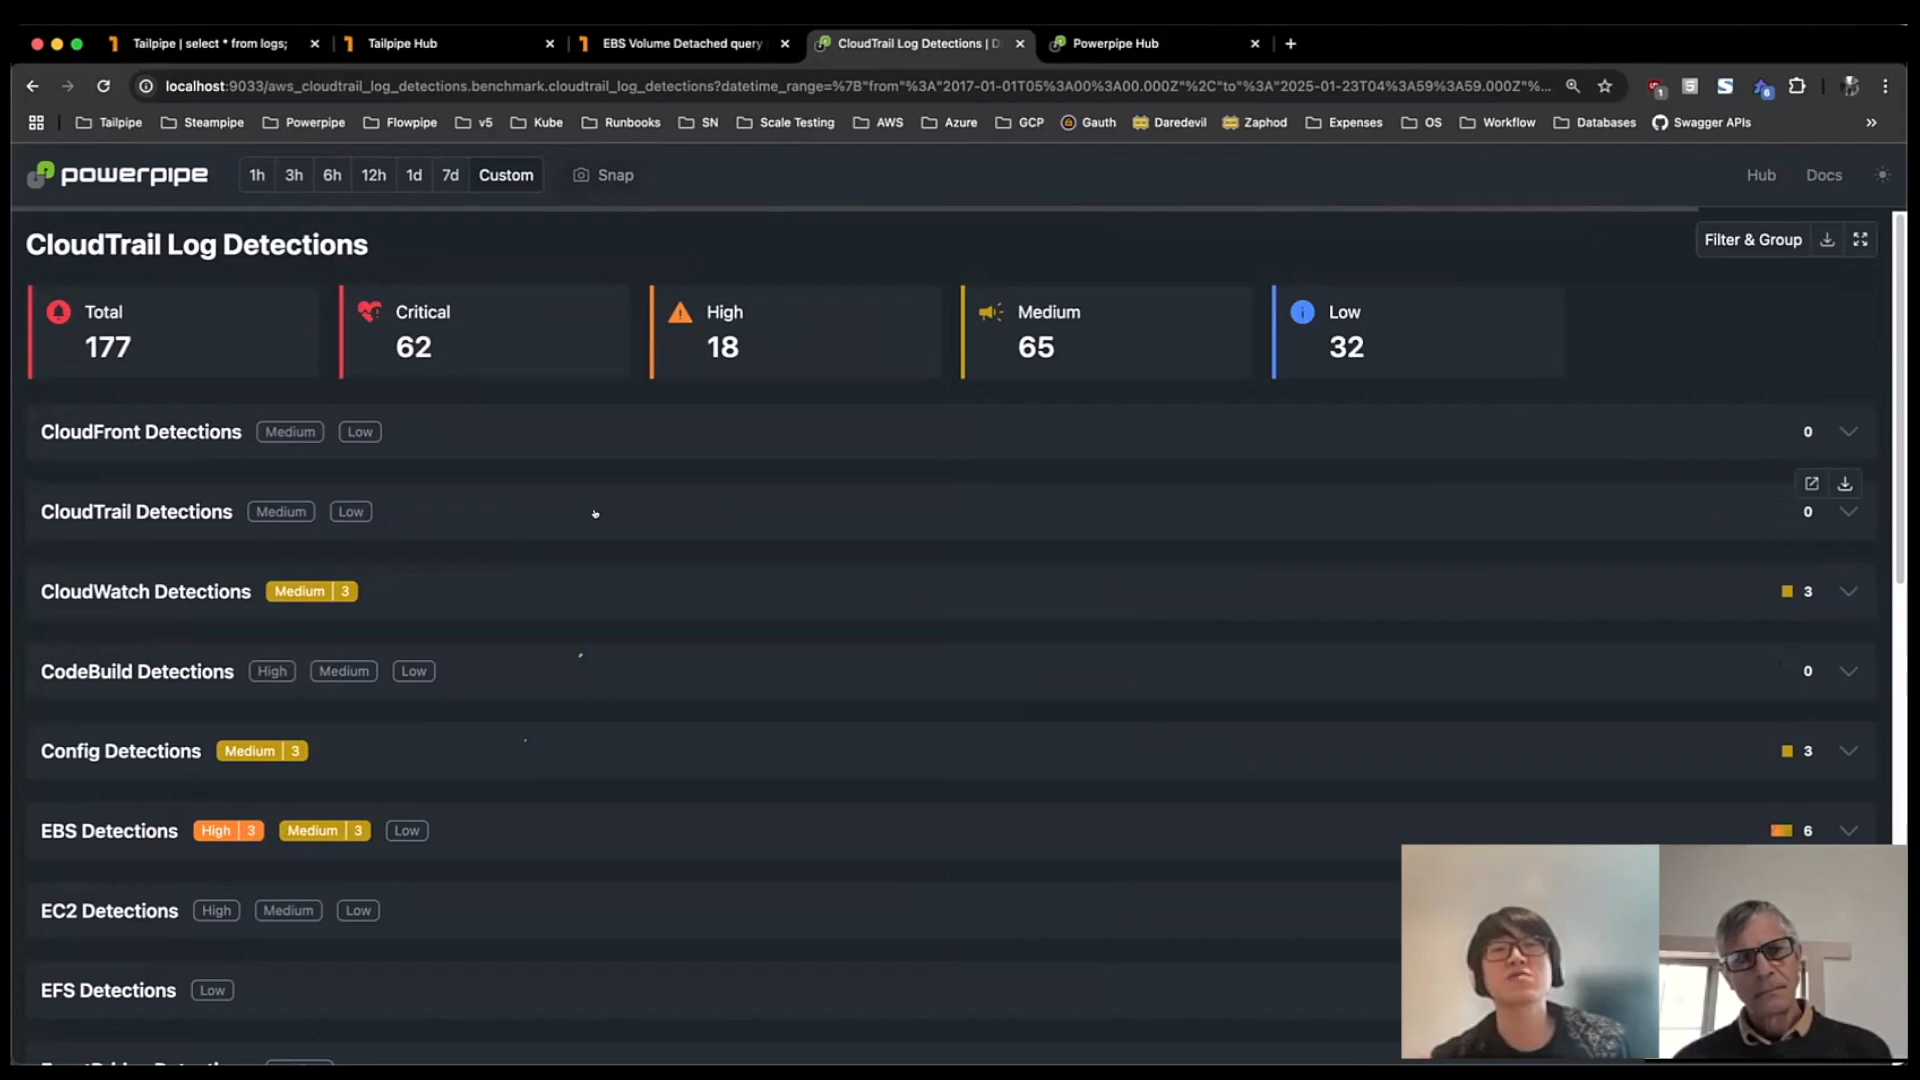 Tailpipe | select * from logs;
Tailpipe Hub
EBS Volume Detached query
CloudTrail Log Detections | D
Powerpipe Hub
localhost:9033/aws_cloudtrail_log_detections.benchmark.cloudtrail_log_detections?datetime_range=%7B"from"%3A"2017-01-01T05%3A00%3A00.000Z"%2C"to"%3A"2025-01-23T04%3A59%3A59.000Z"%...
1
6
Tailpipe
Steampipe
Powerpipe
Flowpipe
v5
Kube
Runbooks
SN
Scale Testing
AWS
Azure
GCP
Gauth
Daredevil
Zaphod
Expenses
OS
Workflow
Databases
Swagger APIs
»
powerpipe
1h 3h 6h 12h 1d 7d Custom
Snap
Hub
Docs
CloudTrail Log Detections
Filter & Group
Total
177
Critical
62
High
18
Medium
65
Low
32
CloudFront Detections Medium Low 0
CloudTrail Detections Medium Low 0
CloudWatch Detections Medium 3 3
CodeBuild Detections High Medium Low 0
Config Detections Medium 3 3
EBS Detections High 3 Medium 3 Low 6
EC2 Detections High Medium Low
EFS Detections Low